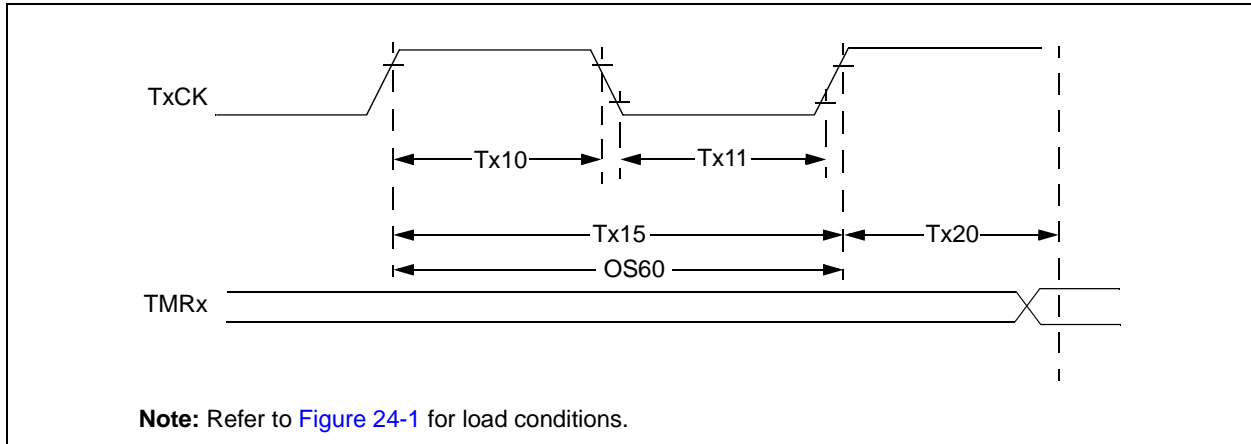 TxCK
Tx10
Tx11
Tx15
Tx20
OS60
TMRx
Note: Refer to Figure 24-1 for load conditions.